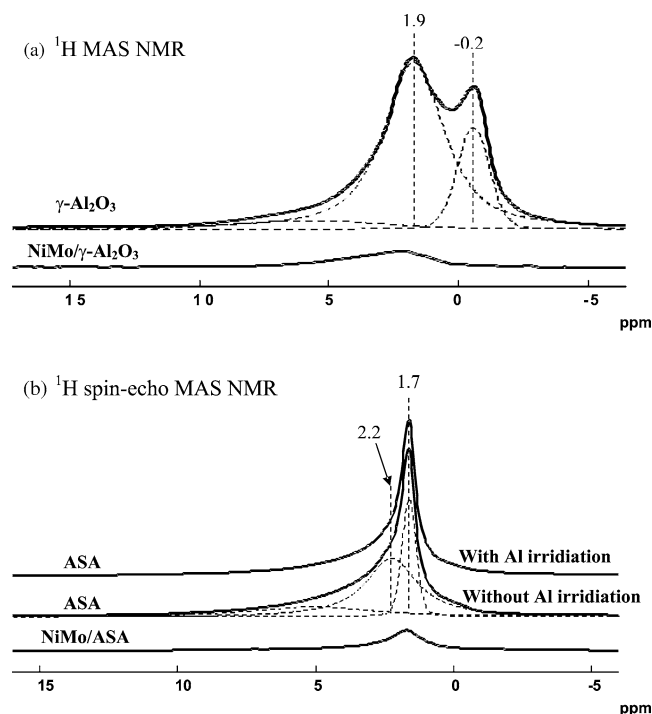 (a) ¹H MAS NMR
1.9
-0.2
γ-Al₂O₃
NiMo/γ-Al₂O₃
15 10 5 0 -5
ppm
(b) ¹H spin-echo MAS NMR
1.7
2.2
ASA With Al irridiation
ASA Without Al irridiation
NiMo/ASA
15 10 5 0 -5
ppm